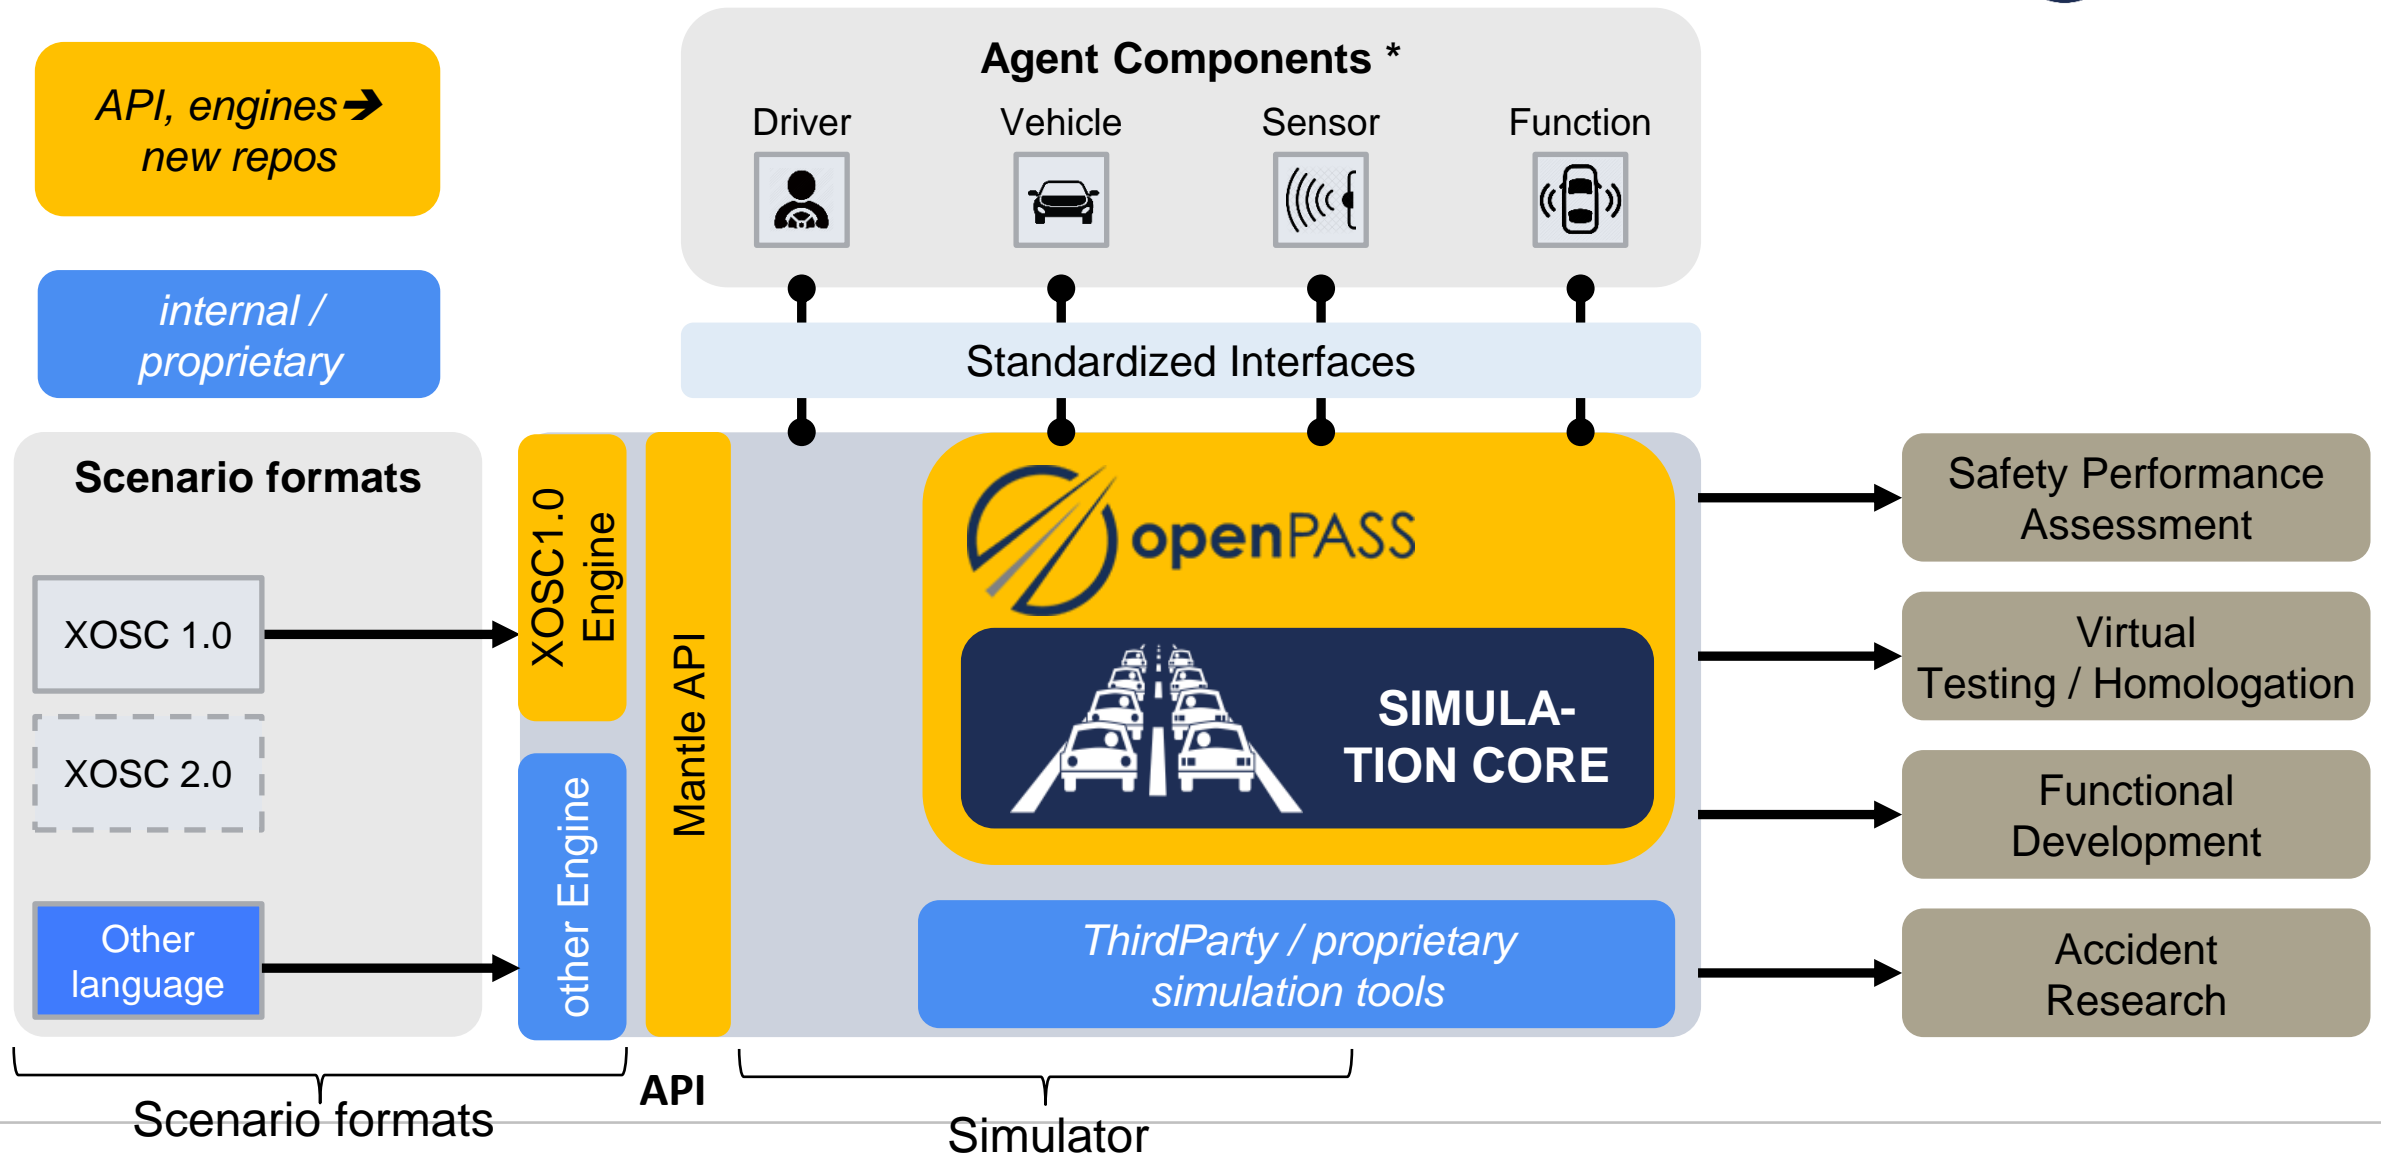 API, engines➔
new repos
internal /
proprietary
Agent Components *
Driver
Vehicle
Sensor
Function
Standardized Interfaces
Scenario formats
XOSC 1.0
XOSC 2.0
Other
language
XOSC1.0
Engine
other Engine
Mantle API
openPASS
SIMULA-
TION CORE
ThirdParty / proprietary
simulation tools
Safety Performance
Assessment
Virtual
Testing / Homologation
Functional
Development
Accident
Research
Scenario formats
API
Simulator